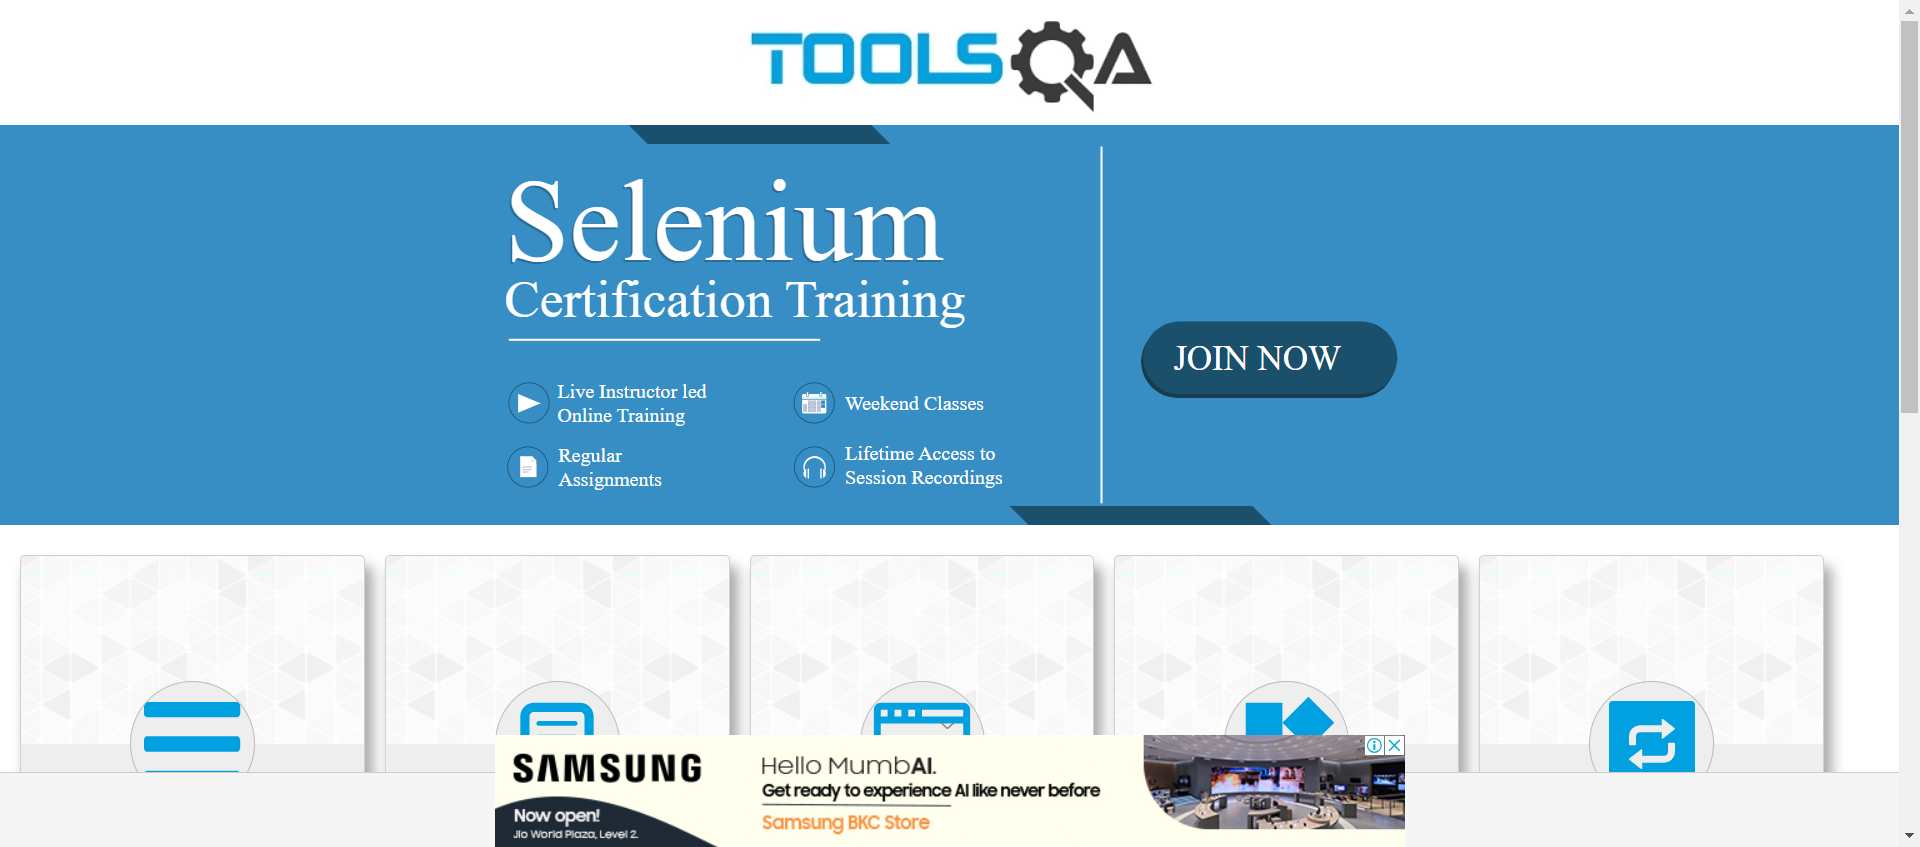 TOOLSQA
Selenium
Certification Training
Live Instructor led
Online Training
Weekend Classes
Regular
Assignments
Lifetime Access to
Session Recordings
JOIN NOW
SAMSUNG
Now open!
Jio World Plaza, Level 2.
Hello MumbAI.
Get ready to experience AI like never before
Samsung BKC Store